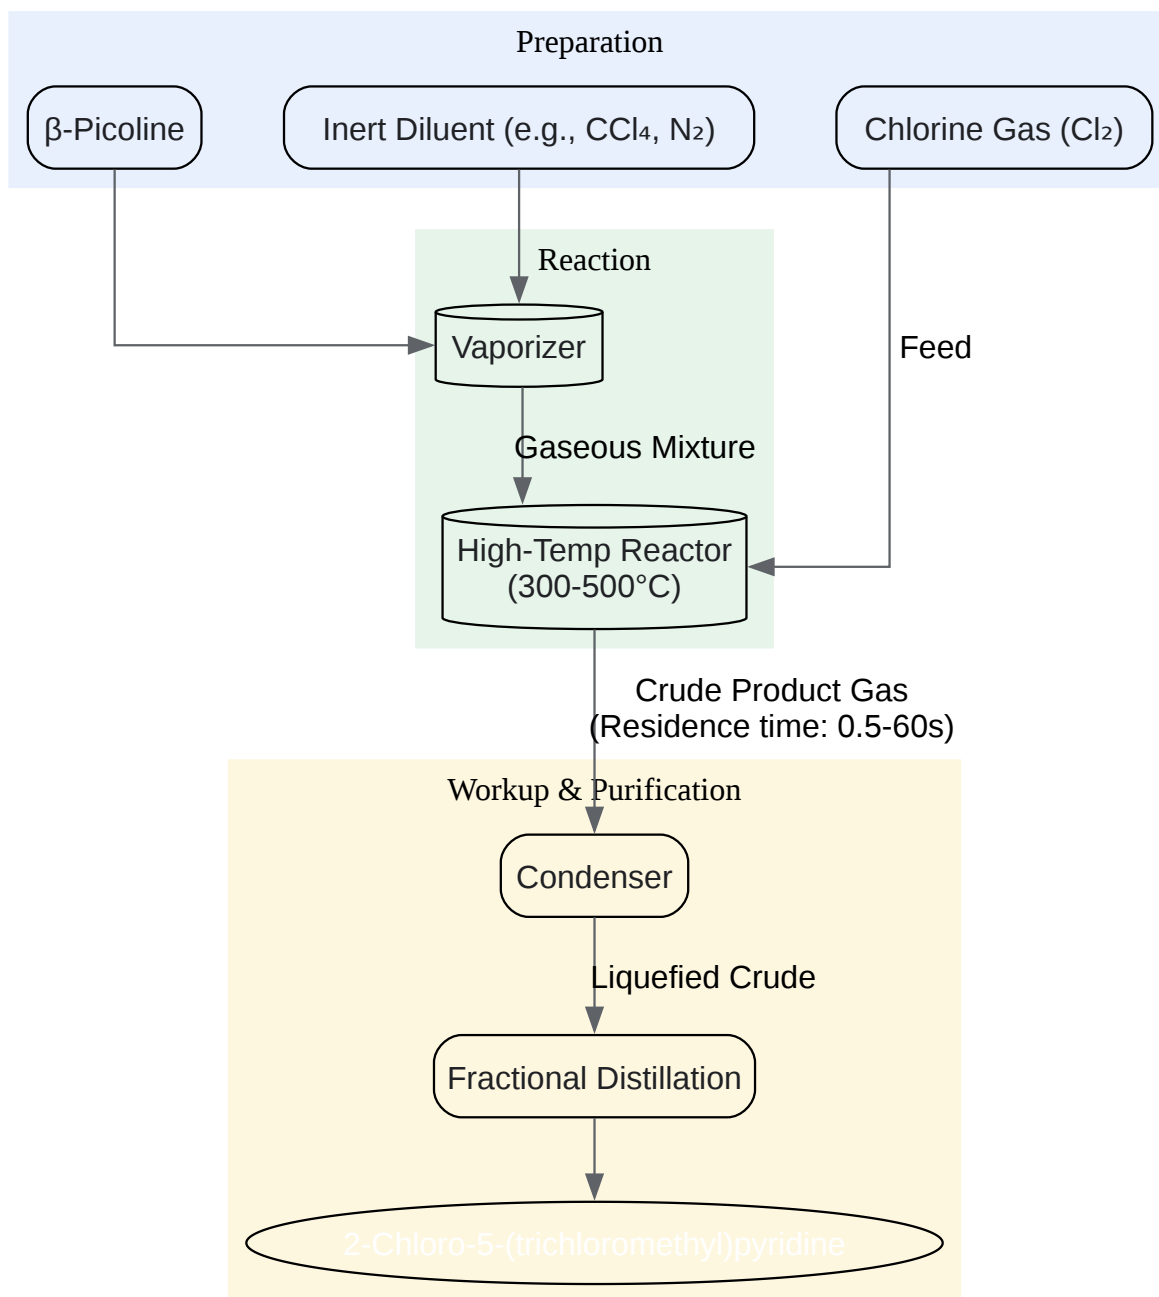 Preparation
β-Picoline
Inert Diluent (e.g., CCl₄, N₂)
Chlorine Gas (Cl₂)
Reaction
Vaporizer
Feed
Gaseous Mixture
High-Temp Reactor
(300-500°C)
Crude Product Gas
(Residence time: 0.5-60s)
Workup & Purification
Condenser
Liquefied Crude
Fractional Distillation
2-Chloro-5-(trichloromethyl)pyridine